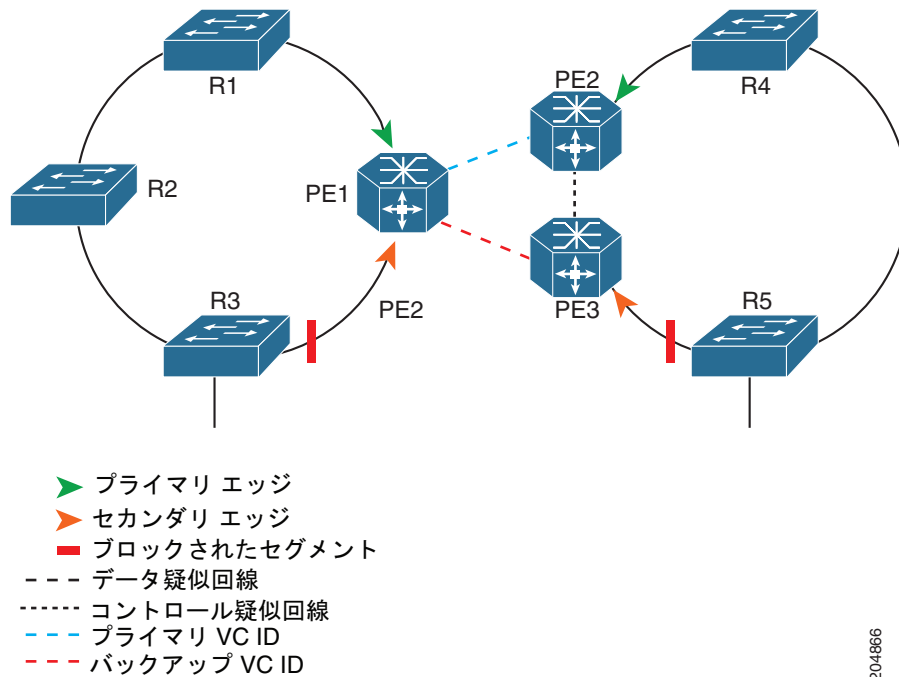 R1
PE2
R4
R2
PE1
R3
PE2
PE3
R5
プライマリ エッジ
セカンダリ エッジ
ブロックされたセグメント
データ疑似回線
コントロール疑似回線
プライマリ VC ID
バックアップ VC ID
204866